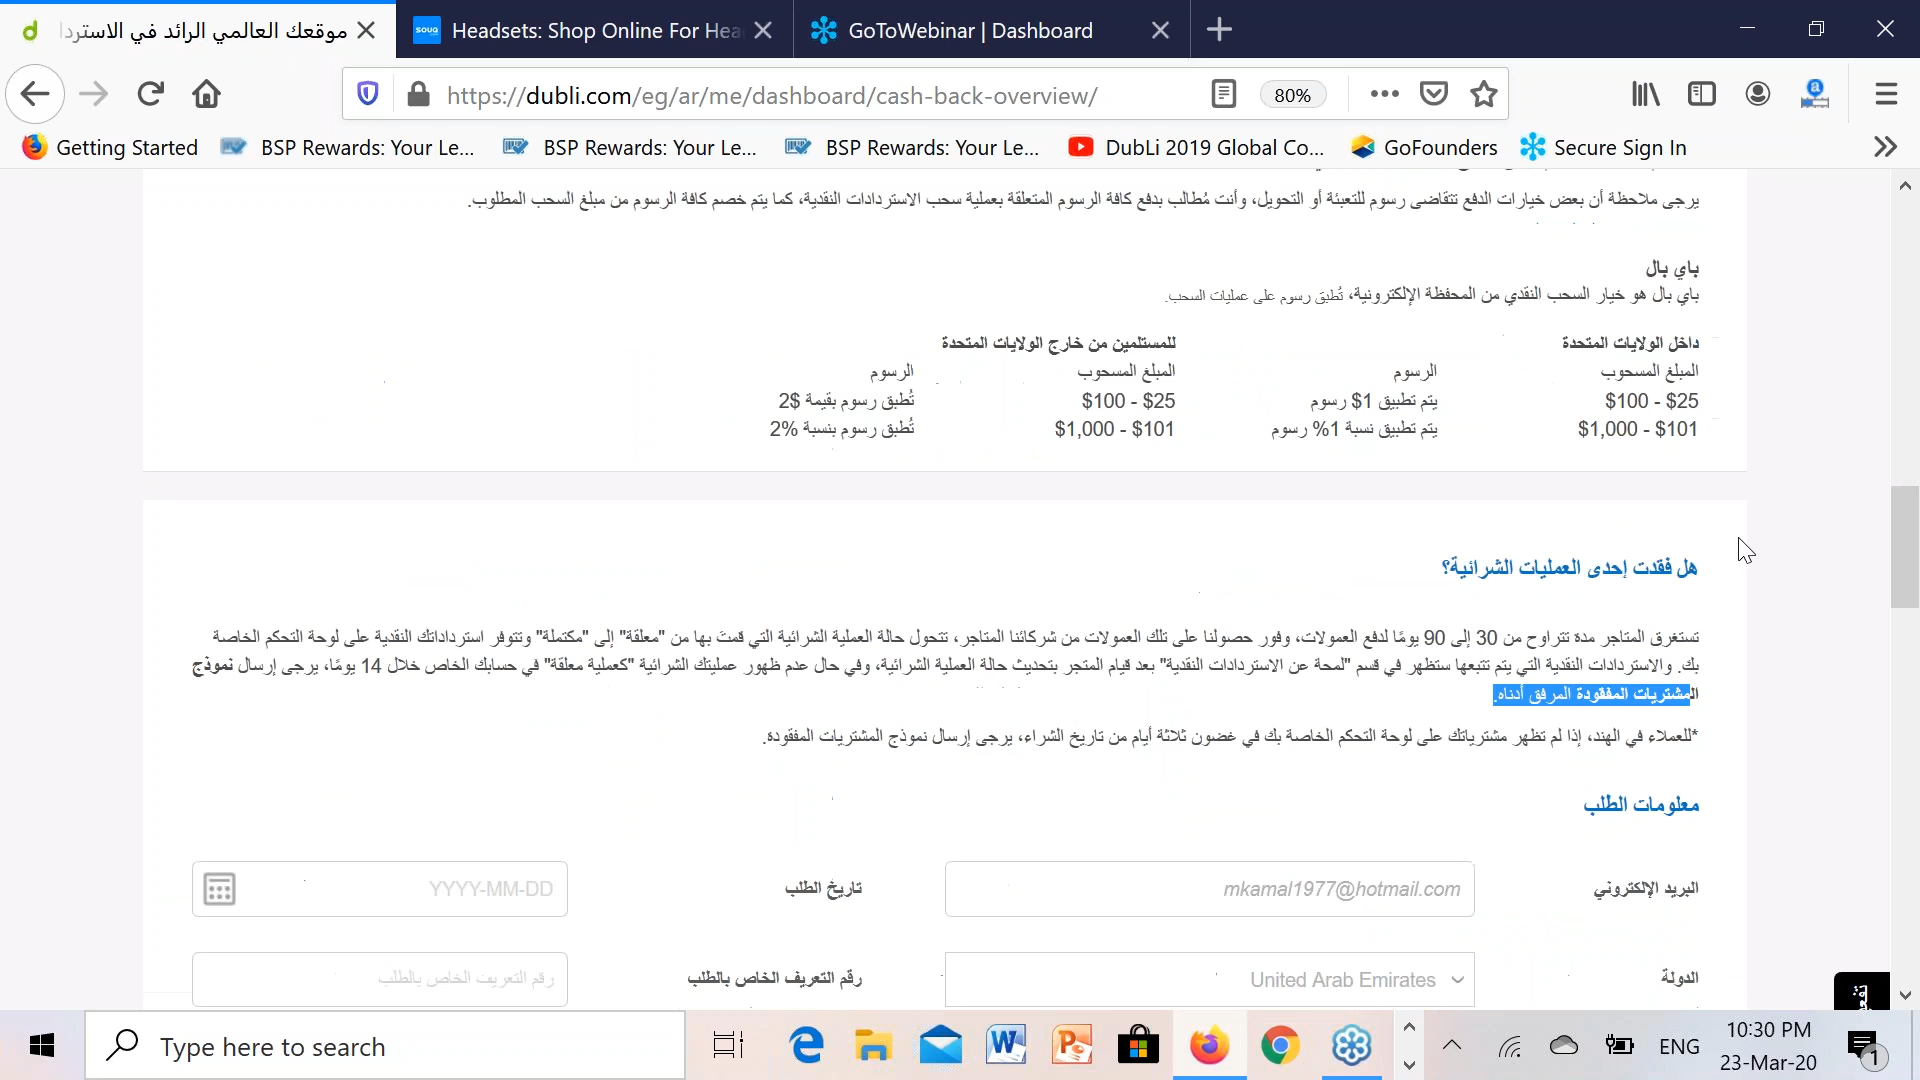 موقعك العالمي الرائد في الاسترد
Headsets: Shop Online For Hea
GoToWebinar | Dashboard
https://dubli.com/eg/ar/me/dashboard/cash-back-overview/
80%
Getting Started
BSP Rewards: Your Le...
BSP Rewards: Your Le...
BSP Rewards: Your Le...
DubLi 2019 Global Co...
GoFounders
Secure Sign In
يرجى ملاحظة أن بعض خيارات الدفع تتقاضى رسوم للتعبئة أو التحويل، وأنت مُطالب بدفع كافة الرسوم المتعلقة بعملية سحب الاستردادات النقدية، كما يتم خصم كافة الرسوم من مبلغ السحب المطلوب.
باي بال
باي بال هو خيار السحب النقدي من المحفظة الإلكترونية، تُطبق رسوم على عمليات السحب.
داخل الولايات المتحدة للمستلمين من خارج الولايات المتحدة
المبلغ المسحوب الرسوم المبلغ المسحوب الرسوم
$100 - $25 يتم تطبيق 1$ رسوم $100 - $25 تُطبق رسوم بقيمة 2$
$1,000 - $101 يتم تطبيق نسبة 1% رسوم $1,000 - $101 تُطبق رسوم بنسبة 2%
هل فقدت إحدى العمليات الشرائية؟
تستغرق المتاجر مدة تتراوح من 30 إلى 90 يومًا لدفع العمولات، وفور حصولنا على تلك العمولات من شركائنا المتاجر، تتحول حالة العملية الشرائية التي قمت بها من "معلقة" إلى "مكتملة" وتتوفر استرداداتك النقدية على لوحة التحكم الخاصة
بك. والاستردادات النقدية التي يتم تتبعها ستظهر في قسم "لمحة عن الاستردادات النقدية" بعد قيام المتجر بتحديث حالة العملية الشرائية، وفي حال عدم ظهور عمليتك الشرائية "كعملية معلقة" في حسابك الخاص خلال 14 يومًا، يرجى إرسال نموذج
المشتريات المفقودة المرفق أدناه.
*للعملاء في الهند، إذا لم تظهر مشترياتك على لوحة التحكم الخاصة بك في غضون ثلاثة أيام من تاريخ الشراء، يرجى إرسال نموذج المشتريات المفقودة.
معلومات الطلب
البريد الإلكتروني mkamal1977@hotmail.com تاريخ الطلب YYYY-MM-DD
الدولة United Arab Emirates رقم التعريف الخاص بالطلب رقم التعريف الخاص بالطلب
Type here to search
ENG
10:30 PM
23-Mar-20
1